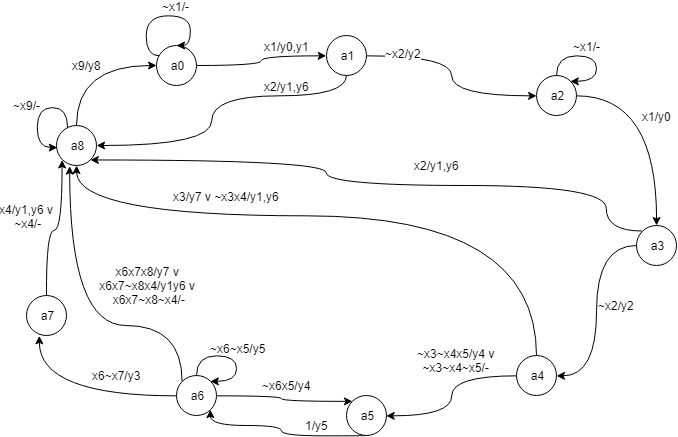 ~x1/-
x1/y0,y1
a1
~x2/y2
~x1/-
x9/y8
a0
x2/y1,y6
a2
~x9/-
x1/y0
a8
x2/y1,y6
x3/y7 v ~x3x4/y1,y6
x4/y1,y6 v
~x4/-
a3
x6x7x8/y7 v
x6x7~x8x4/y1y6 v
x6x7~x8~x4/-
~x2/y2
a7
~x6~x5/y5
~x3~x4x5/y4 v
~x3~x4~x5/-
x6~x7/y3
a4
a6
~x6x5/y4
a5
1/y5